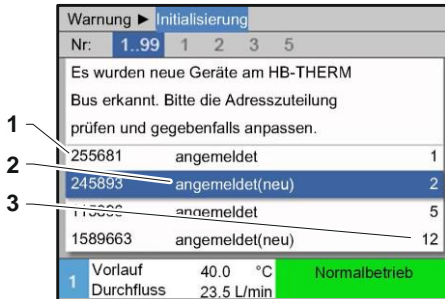 Warnung ► Initialisierung
Nr: 1..99 1 2 3 5
Es wurden neue Geräte am HB-THERM
Bus erkannt. Bitte die Adresszuteilung
prüfen und gegebenfalls anpassen.
1
255681 angemeldet 1
2
245893 angemeldet(neu) 2
3
angemeldet 5
1589663 angemeldet(neu) 12
1 Vorlauf 40.0 °C Normalbetrieb
Durchfluss 23.5 L/min